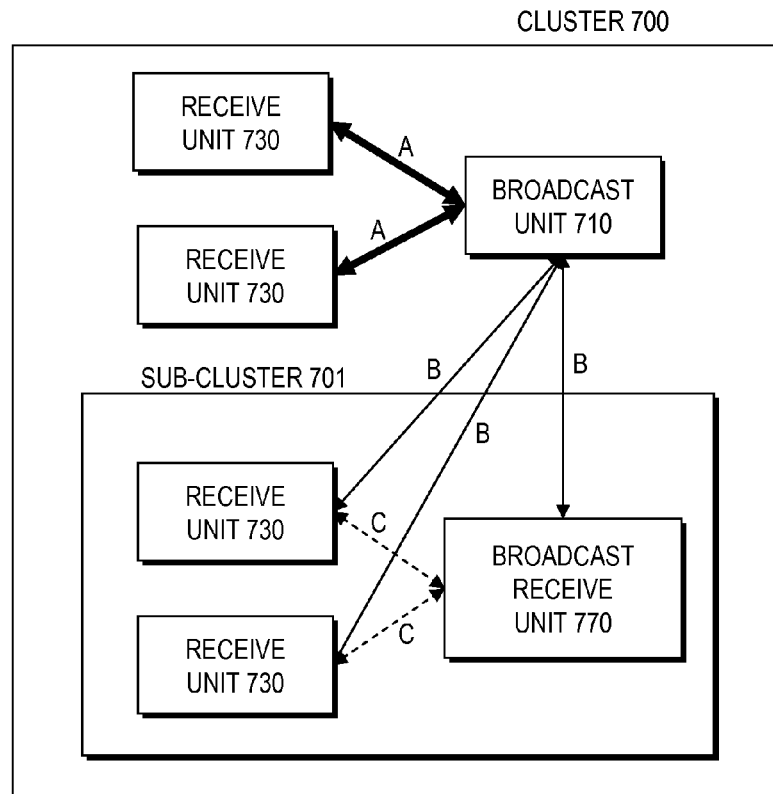 CLUSTER 700
RECEIVE
UNIT 730
A
BROADCAST
UNIT 710
A
RECEIVE
UNIT 730
B
B
SUB-CLUSTER 701
B
RECEIVE
UNIT 730
C
BROADCAST
RECEIVE
UNIT 770
C
RECEIVE
UNIT 730